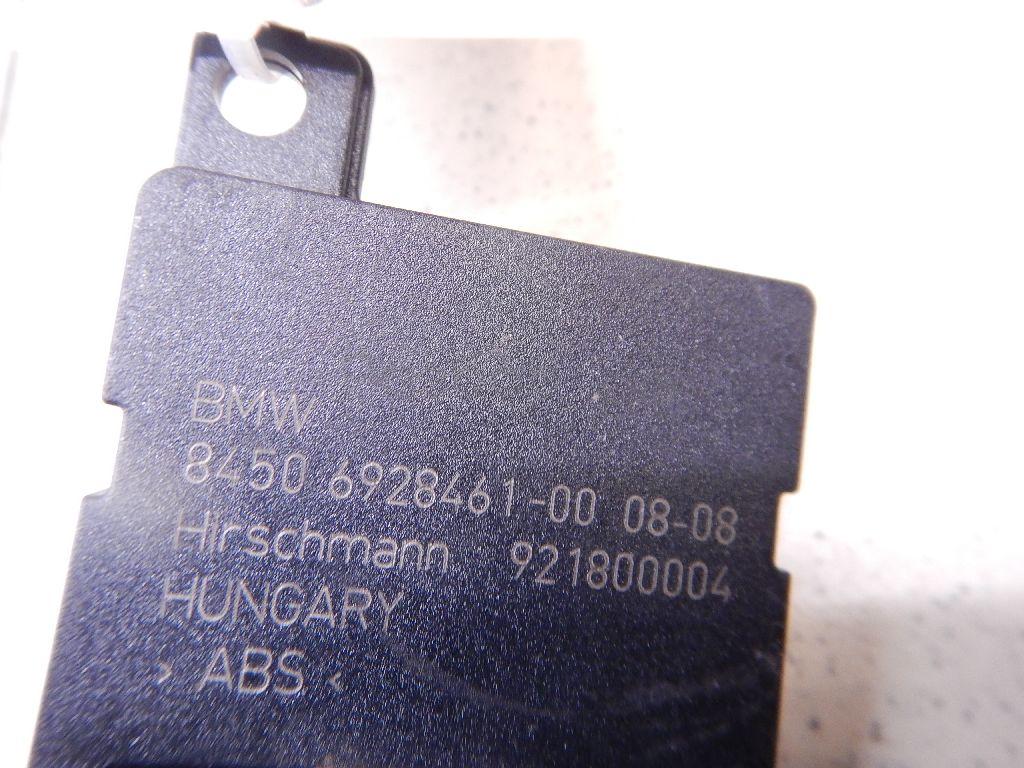 BMW
8450 6928461-00 08-08
Hirschmann 921800004
HUNGARY
> ABS <